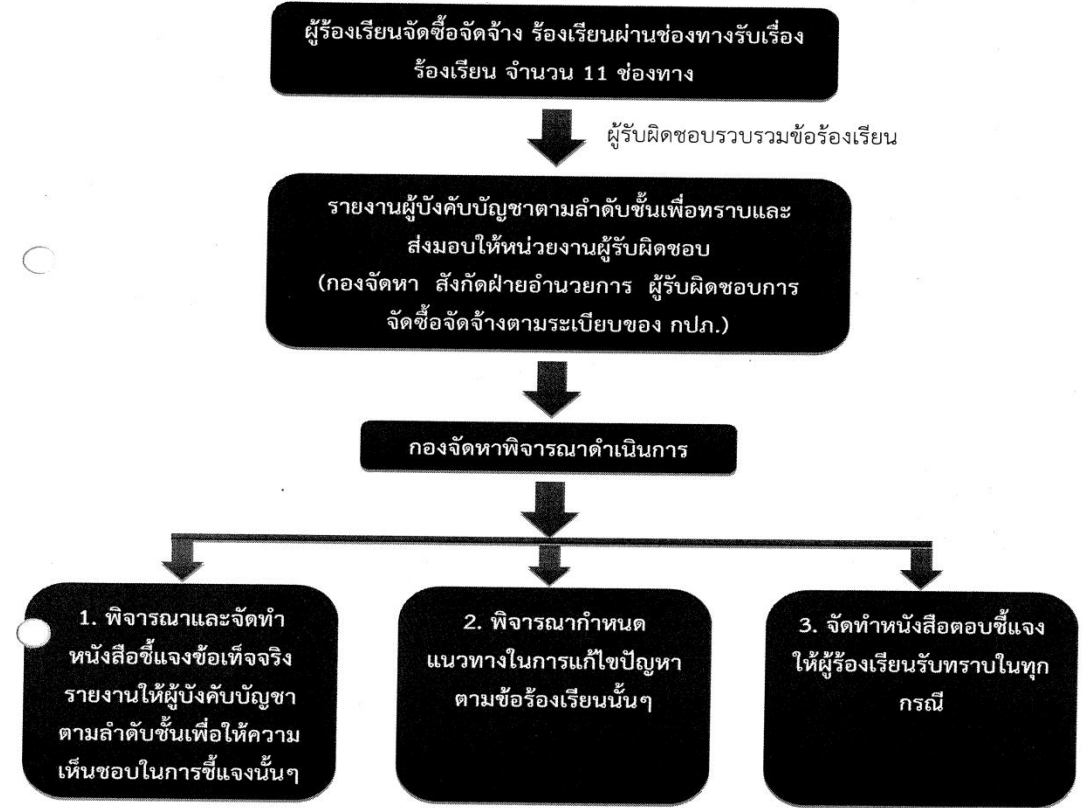 ผู้ร้องเรียนจัดซื้อจัดจ้าง ร้องเรียนผ่านช่องทางรับเรื่อง
ร้องเรียน จำนวน 11 ช่องทาง
ผู้รับผิดชอบรวบรวมข้อร้องเรียน
รายงานผู้บังคับบัญชาตามลำดับชั้นเพื่อทราบและ
ส่งมอบให้หน่วยงานผู้รับผิดชอบ
(กองจัดหา สังกัดฝ่ายอำนวยการ ผู้รับผิดชอบการ
จัดซื้อจัดจ้างตามระเบียบของ กปภ.)
กองจัดหาพิจารณาดำเนินการ
1. พิจารณาและจัดทำ
หนังสือชี้แจงข้อเท็จจริง
รายงานให้ผู้บังคับบัญชา
ตามลำดับชั้นเพื่อให้ความ
เห็นชอบในการชี้แจงนั้นๆ
2. พิจารณากำหนด
แนวทางในการแก้ไขปัญหา
ตามข้อร้องเรียนนั้นๆ
3. จัดทำหนังสือตอบชี้แจง
ให้ผู้ร้องเรียนรับทราบในทุก
กรณี